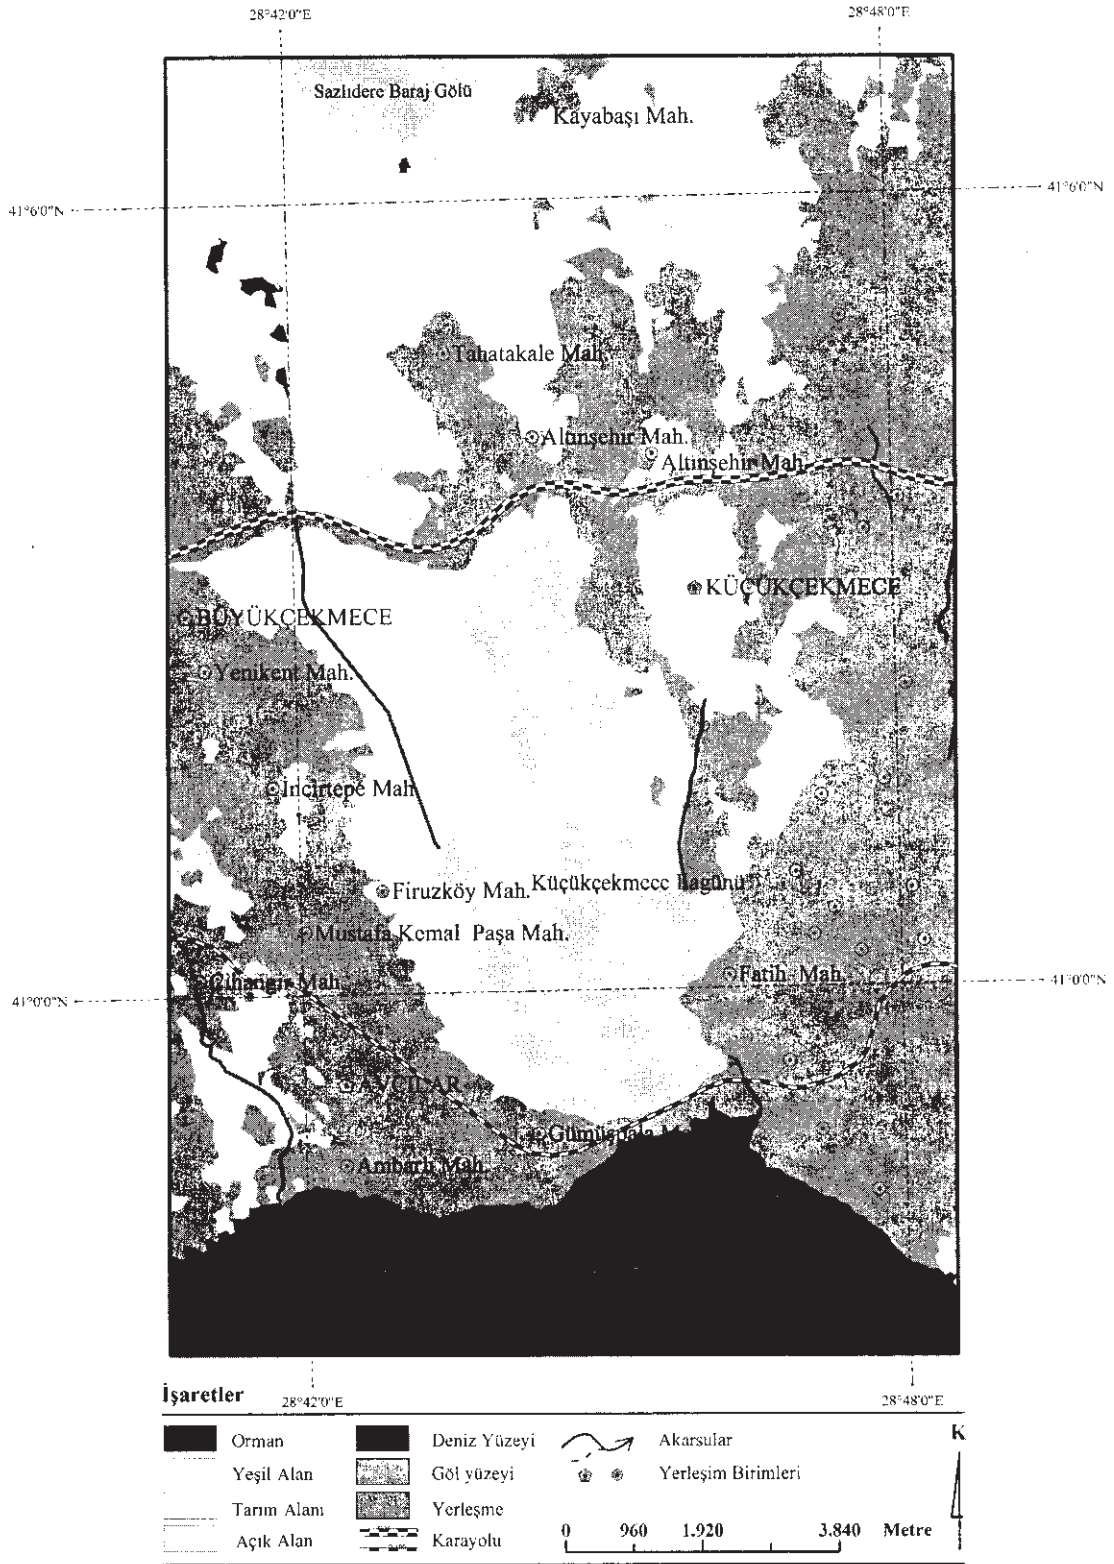 28°42'0"E
28°48'0"E
Sazlıdere Baraj Gölü
Kayabaşı Mah.
41°6'0"N
41°6'0"N
Tahatakale Mah.
Altınşehir Mah.
Altınşehir Mah.
KÜÇÜKÇEKMECE
BÜYÜKÇEKMECE
Yenikent Mah.
İncirtepe Mah.
Firuzköy Mah.
Küçükçekmece Lagünü
Mustafa Kemal Paşa Mah.
Fatih Mah.
Cihangir Mah.
41°0'0"N
41°0'0"N
AVCILAR
Gümüşpala
Ambarlı Mah.
İşaretler
28°42'0"E
28°48'0"E
Orman
Deniz Yüzeyi
Akarsular
K
Yeşil Alan
Göl yüzeyi
Yerleşim Birimleri
Tarım Alanı
Yerleşme
Açık Alan
Karayolu
0 960 1.920 3.840 Metre